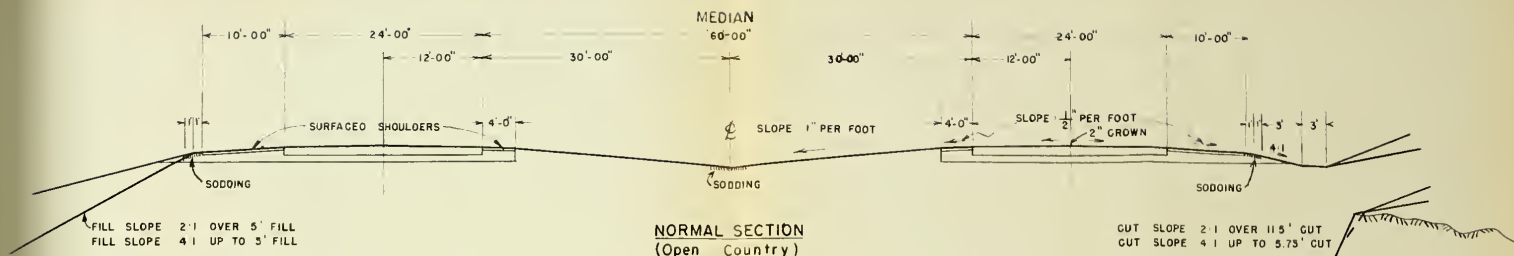 MEDIAN
60'-00"
10'-00"
24'-00"
24'-00"
10'-00"
12'-00"
30'-00"
30'-00"
12'-00"
1'
1'
SURFACED SHOULDERS
4'-0"
℄
SLOPE 1" PER FOOT
4'-0"
SLOPE 1/2" PER FOOT
2" CROWN
1'
1'
3'
4:1
SODDING
SODDING
SODDING
FILL SLOPE 2:1 OVER 5' FILL
FILL SLOPE 4:1 UP TO 5' FILL
NORMAL SECTION
(Open Country)
CUT SLOPE 2:1 OVER 11.5' CUT
CUT SLOPE 4:1 UP TO 5.75' CUT